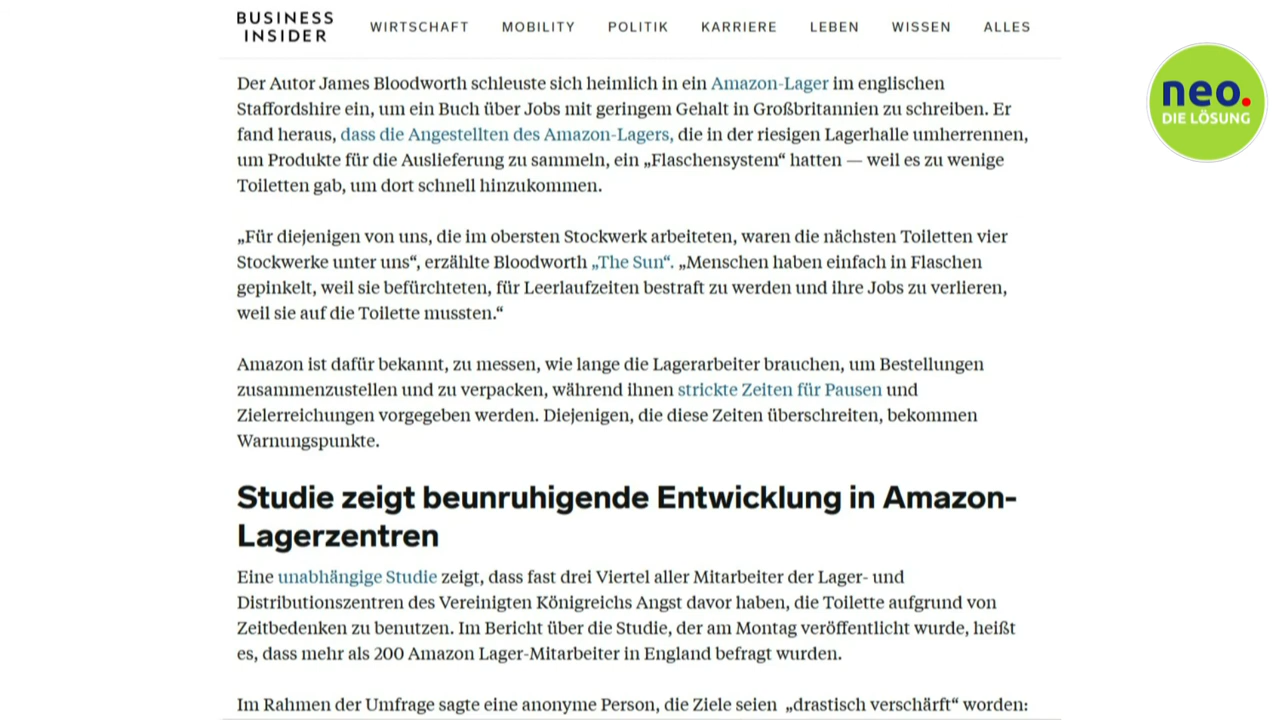 BUSINESS
INSIDER
WIRTSCHAFT MOBILITY POLITIK KARRIERE LEBEN WISSEN ALLES
neo.
DIE LÖSUNG
Der Autor James Bloodworth schleuste sich heimlich in ein Amazon-Lager im englischen
Staffordshire ein, um ein Buch über Jobs mit geringem Gehalt in Großbritannien zu schreiben. Er
fand heraus, dass die Angestellten des Amazon-Lagers, die in der riesigen Lagerhalle umherrennen,
um Produkte für die Auslieferung zu sammeln, ein „Flaschensystem“ hatten — weil es zu wenige
Toiletten gab, um dort schnell hinzukommen.
„Für diejenigen von uns, die im obersten Stockwerk arbeiteten, waren die nächsten Toiletten vier
Stockwerke unter uns“, erzählte Bloodworth „The Sun“. „Menschen haben einfach in Flaschen
gepinkelt, weil sie befürchteten, für Leerlaufzeiten bestraft zu werden und ihre Jobs zu verlieren,
weil sie auf die Toilette mussten.“
Amazon ist dafür bekannt, zu messen, wie lange die Lagerarbeiter brauchen, um Bestellungen
zusammenzustellen und zu verpacken, während ihnen strickte Zeiten für Pausen und
Zielerreichungen vorgegeben werden. Diejenigen, die diese Zeiten überschreiten, bekommen
Warnungspunkte.
Studie zeigt beunruhigende Entwicklung in Amazon-
Lagerzentren
Eine unabhängige Studie zeigt, dass fast drei Viertel aller Mitarbeiter der Lager- und
Distributionszentren des Vereinigten Königreichs Angst davor haben, die Toilette aufgrund von
Zeitbedenken zu benutzen. Im Bericht über die Studie, der am Montag veröffentlicht wurde, heißt
es, dass mehr als 200 Amazon Lager-Mitarbeiter in England befragt wurden.
Im Rahmen der Umfrage sagte eine anonyme Person, die Ziele seien „drastisch verschärft“ worden: